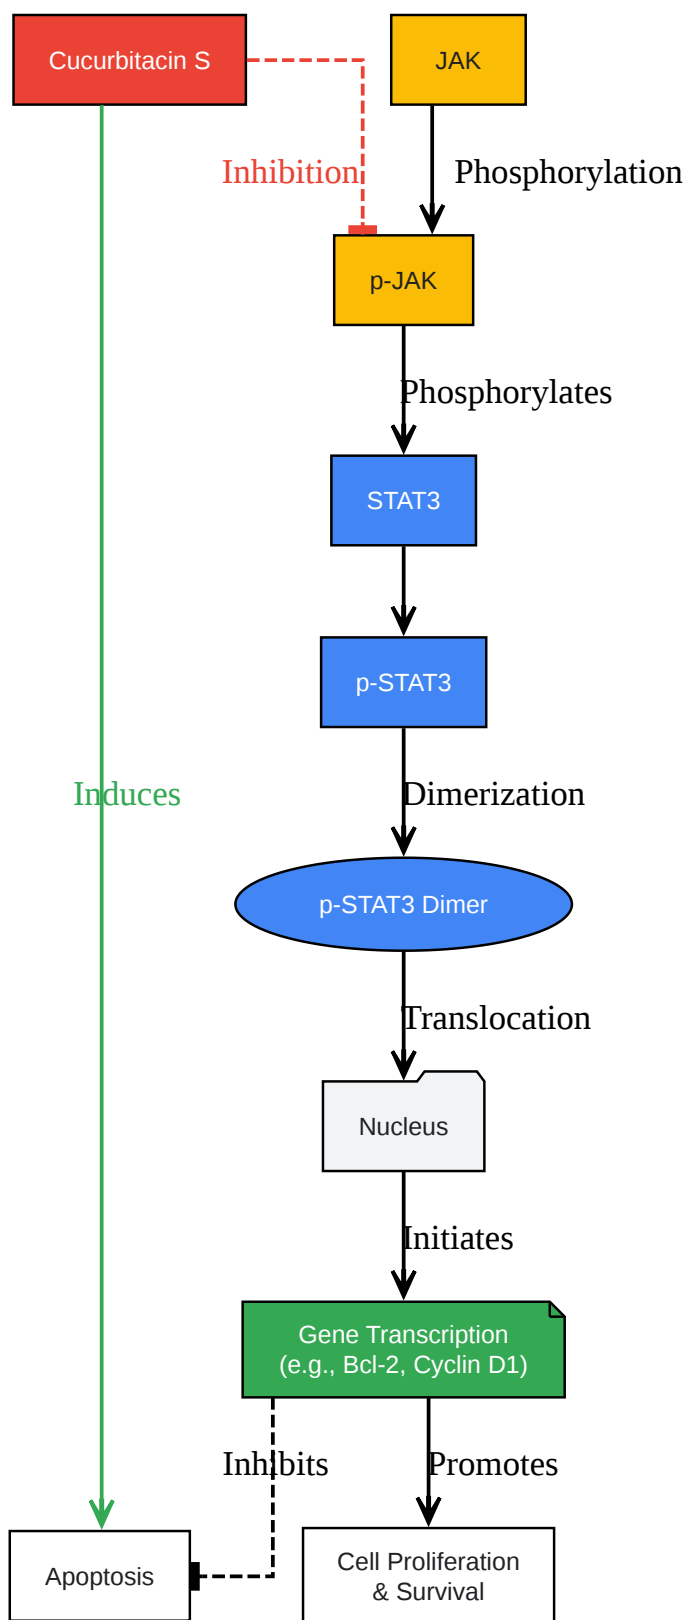 Cucurbitacin S
JAK
Inhibition
Phosphorylation
p-JAK
Phosphorylates
STAT3
p-STAT3
Induces
Dimerization
p-STAT3 Dimer
Translocation
Nucleus
Initiates
Gene Transcription
(e.g., Bcl-2, Cyclin D1)
Inhibits
Promotes
Apoptosis
Cell Proliferation
& Survival